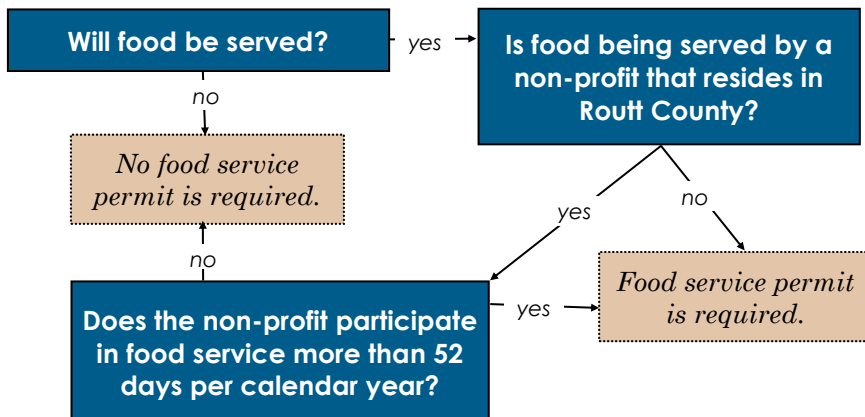 Will food be served?
yes
Is food being served by a
non-profit that resides in
Routt County?
no
No food service
permit is required.
yes
no
no
Food service permit
is required.
Does the non-profit participate
in food service more than 52
days per calendar year?
yes